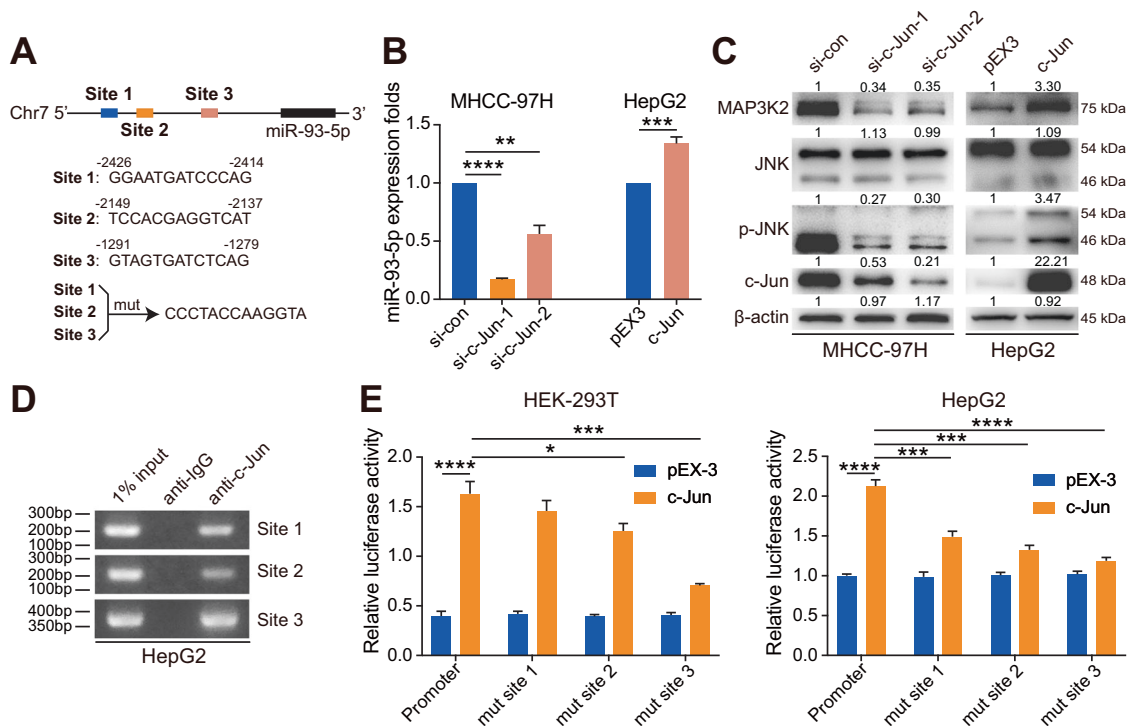 A
Site 1
Site 3
Chr7 5’
3’
Site 2
miR-93-5p
-2426
-2414
Site 1: GGAATGATCCCAG
-2149
-2137
Site 2: TCCACGAGGTCAT
-1291
-1279
Site 3: GTAGTGATCTCAG
Site 1
Site 2
Site 3
mut
CCCTACCAAGGTA
B
MHCC-97H
HepG2
miR-93-5p expression folds
1.5
1.0
0.5
0.0
**
****
***
si-con
si-c-Jun-1
si-c-Jun-2
pEX3
c-Jun
C
si-con
si-c-Jun-1
si-c-Jun-2
pEX3
c-Jun
1 0.34 0.35 1 3.30
MAP3K2
75 kDa
1 1.13 0.99 1 1.09
JNK
54 kDa
46 kDa
1 0.27 0.30 1 3.47
p-JNK
54 kDa
46 kDa
1 0.53 0.21 1 22.21
c-Jun
48 kDa
1 0.97 1.17 1 0.92
β-actin
45 kDa
MHCC-97H
HepG2
D
1% input
anti-IgG
anti-c-Jun
300bp
200bp
100bp
Site 1
300bp
200bp
100bp
Site 2
400bp
350bp
Site 3
HepG2
E
HEK-293T
Relative luciferase activity
2.0
1.5
1.0
0.5
0.0
***
*
****
pEX-3
c-Jun
Promoter
mut site 1
mut site 2
mut site 3
HepG2
Relative luciferase activity
2.5
2.0
1.5
1.0
0.5
0.0
****
***
***
****
pEX-3
c-Jun
Promoter
mut site 1
mut site 2
mut site 3